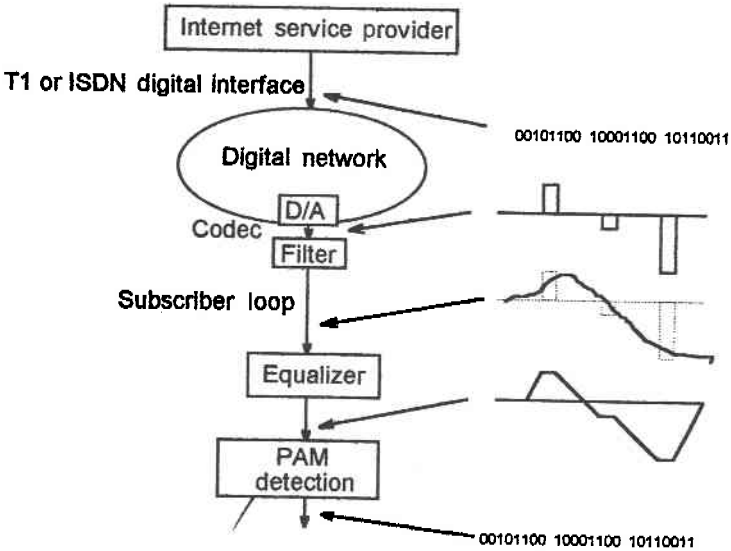 Internet service provider
T1 or ISDN digital interface
00101100 10001100 10110011
Digital network
D/A
Codec
Filter
Subscriber loop
Equalizer
PAM
detection
00101100 10001100 10110011